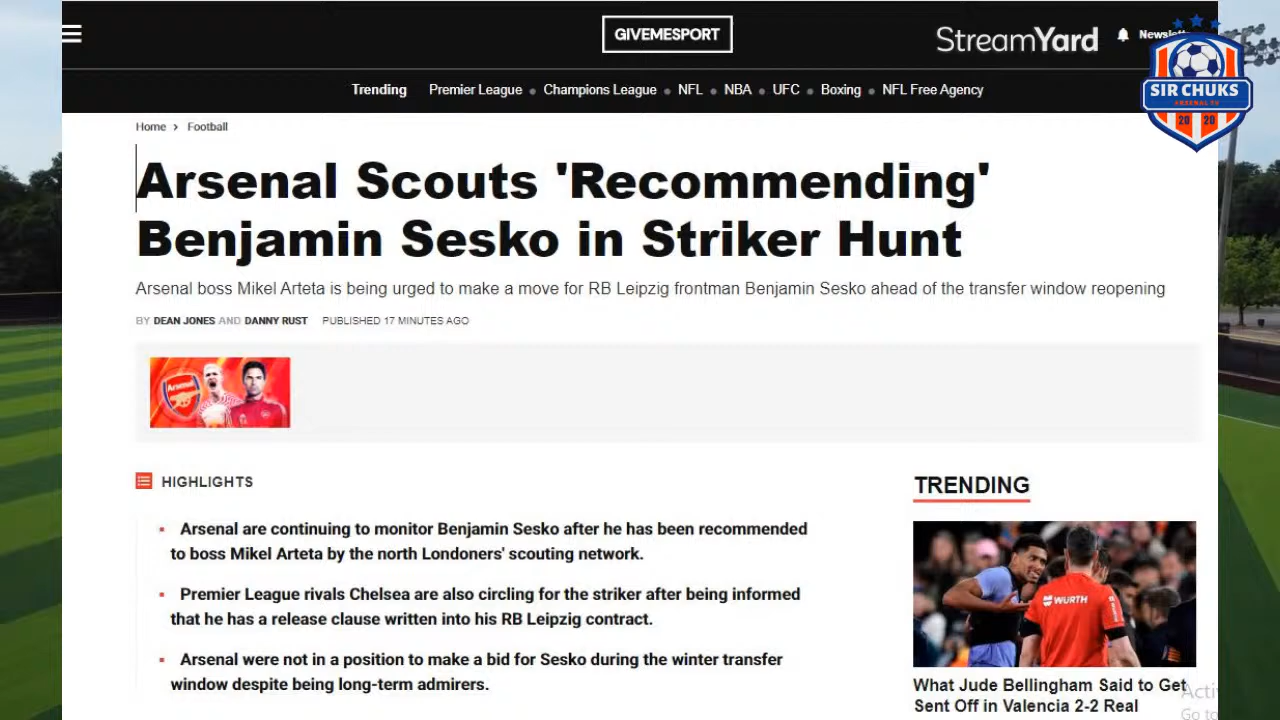 GIVEMESPORT
StreamYard
Trending Premier League Champions League NFL NBA UFC Boxing NFL Free Agency
SIR CHUKS
ARSENAL TV
20 20
Home > Football
Arsenal Scouts 'Recommending'
Benjamin Sesko in Striker Hunt
Arsenal boss Mikel Arteta is being urged to make a move for RB Leipzig frontman Benjamin Sesko ahead of the transfer window reopening
BY DEAN JONES AND DANNY RUST PUBLISHED 17 MINUTES AGO
Arsenal
HIGHLIGHTS
Arsenal are continuing to monitor Benjamin Sesko after he has been recommended
to boss Mikel Arteta by the north Londoners' scouting network.
Premier League rivals Chelsea are also circling for the striker after being informed
that he has a release clause written into his RB Leipzig contract.
Arsenal were not in a position to make a bid for Sesko during the winter transfer
window despite being long-term admirers.
TRENDING
WÜRTH
What Jude Bellingham Said to Get
Sent Off in Valencia 2-2 Real
Go to